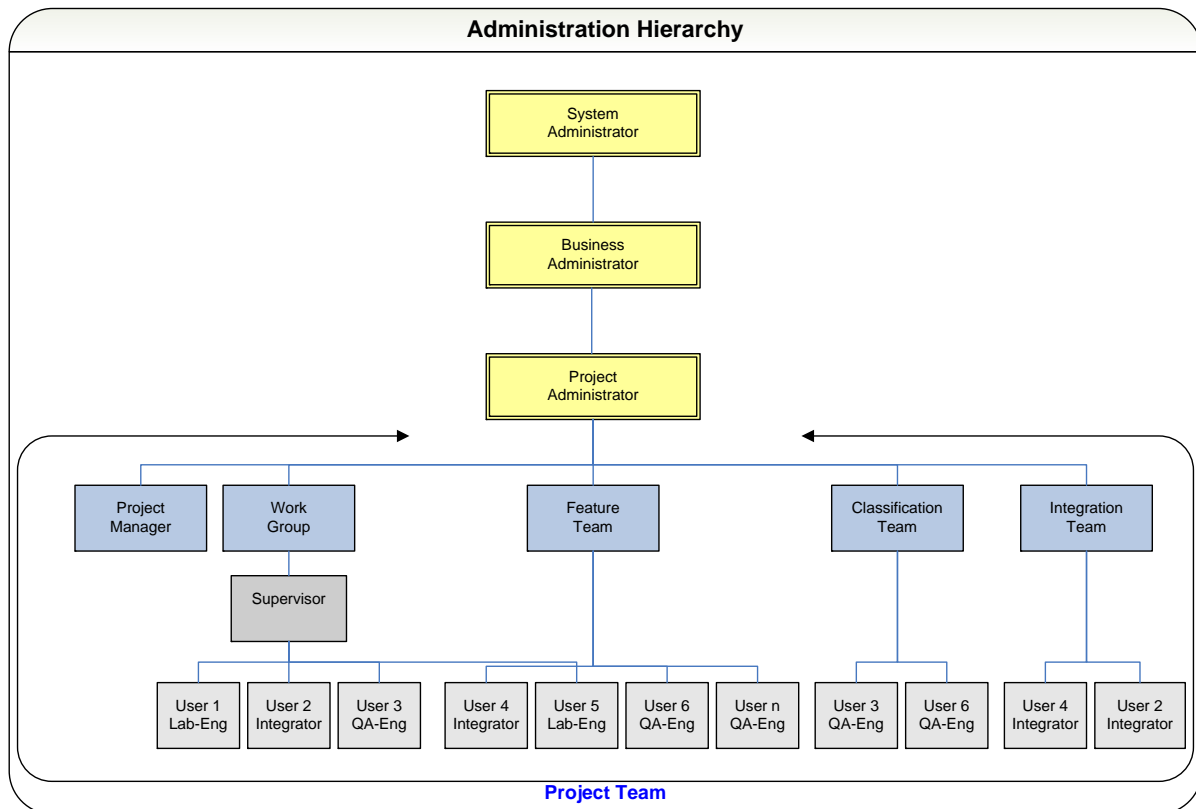 Administration Hierarchy
System
Administrator
Business
Administrator
Project
Administrator
Project
Manager
Work
Group
Feature
Team
Classification
Team
Integration
Team
Supervisor
User 1
Lab-Eng
User 2
Integrator
User 3
QA-Eng
User 4
Integrator
User 5
Lab-Eng
User 6
QA-Eng
User n
QA-Eng
User 3
QA-Eng
User 6
QA-Eng
User 4
Integrator
User 2
Integrator
Project Team